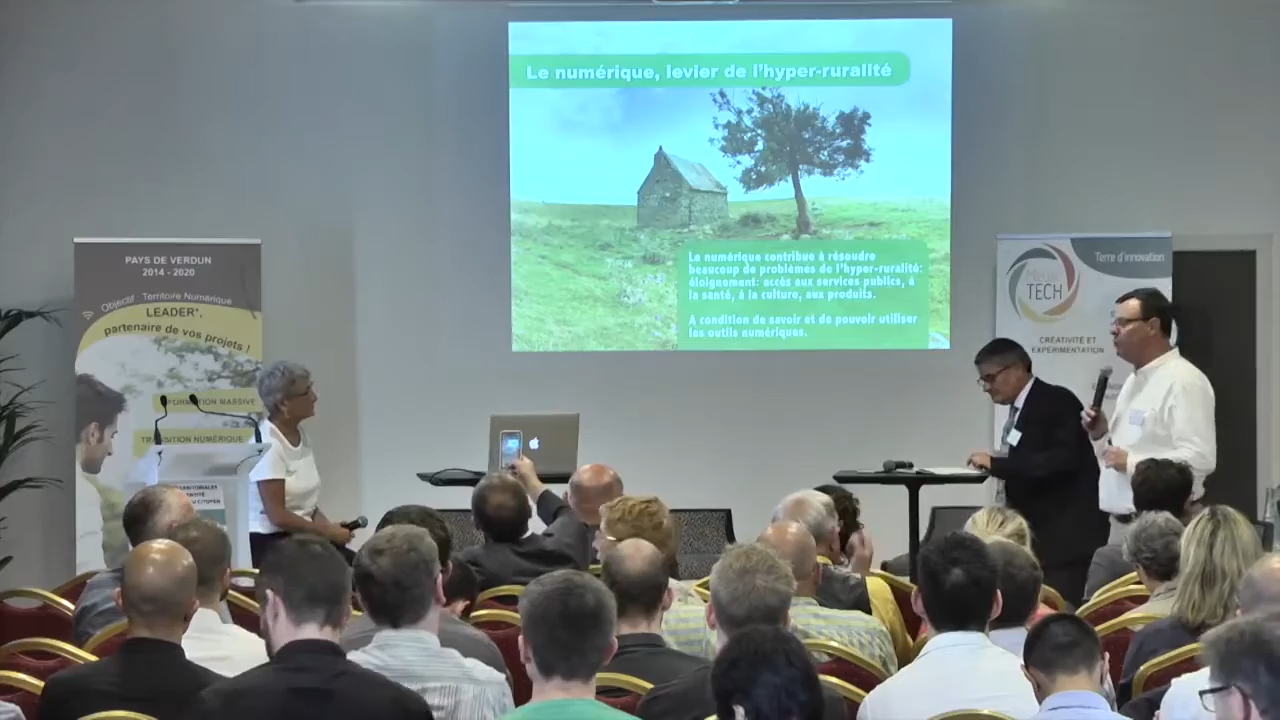 Le numérique, levier de l'hyper-ruralité
Le numérique contribue à résoudre
beaucoup de problèmes de l'hyper-ruralité:
éloignement: accès aux services publics, à
la santé, à la culture, aux produits.
A condition de savoir et de pouvoir utiliser
les outils numériques.
PAYS DE VERDUN
2014 - 2020
Objectif : Territoire Numérique
LEADER*,
partenaire de vos projets !
FORMATION MASSIVE
TRANSITION NUMÉRIQUE
Terre d'innovation
TECH
CRÉATIVITÉ ET
EXPÉRIMENTATION